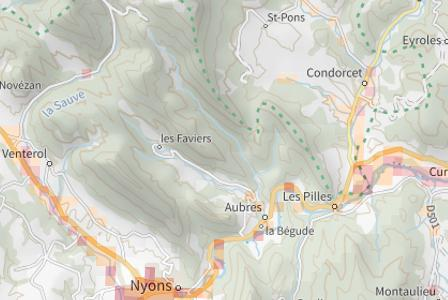 St-Pons
Eyroles
Condorcet
Novézan
la Sauve
les Faviers
Venterol
Cur
Les Pilles
Aubres
D501
la Bégude
Nyons
Montaulieu